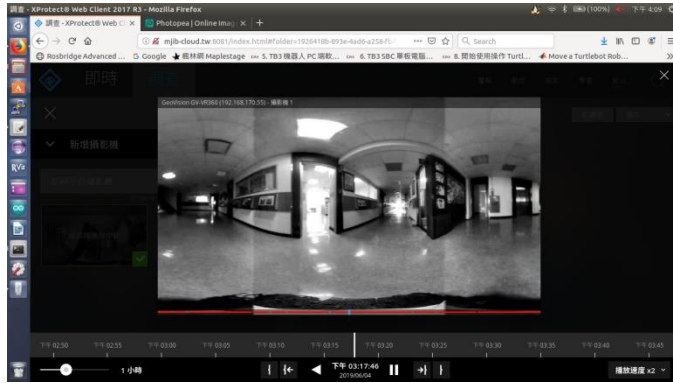 調查 - XProtect® Web Client 2017 R3 - Mozilla Firefox
(100%)
下午 4:09
調查 - XProtect® Web Cl
Photopea | Online Imag
mjib-cloud.tw:8081/index.html#folder=1926418b-893e-4ad6-a258-f
Search
Rosbridge Advanced ...
Google
楓林網 Maplestage
5. TB3 機器人 PC 端軟...
6. TB3 SBC 單板電腦...
8. 開始使用操作 Turtl...
Move a Turtlebot Rob...
即時
新增攝影機
GeoVision GV-VR360 (192.168.170.55) - 攝影機 1
RViz
下午 02:50
下午 02:55
下午 03:00
下午 03:05
下午 03:10
下午 03:15
下午 03:20
下午 03:25
下午 03:30
下午 03:35
下午 03:40
下午 03:45
1 小時
下午 03:17:46
2019/06/04
播放速度 x2